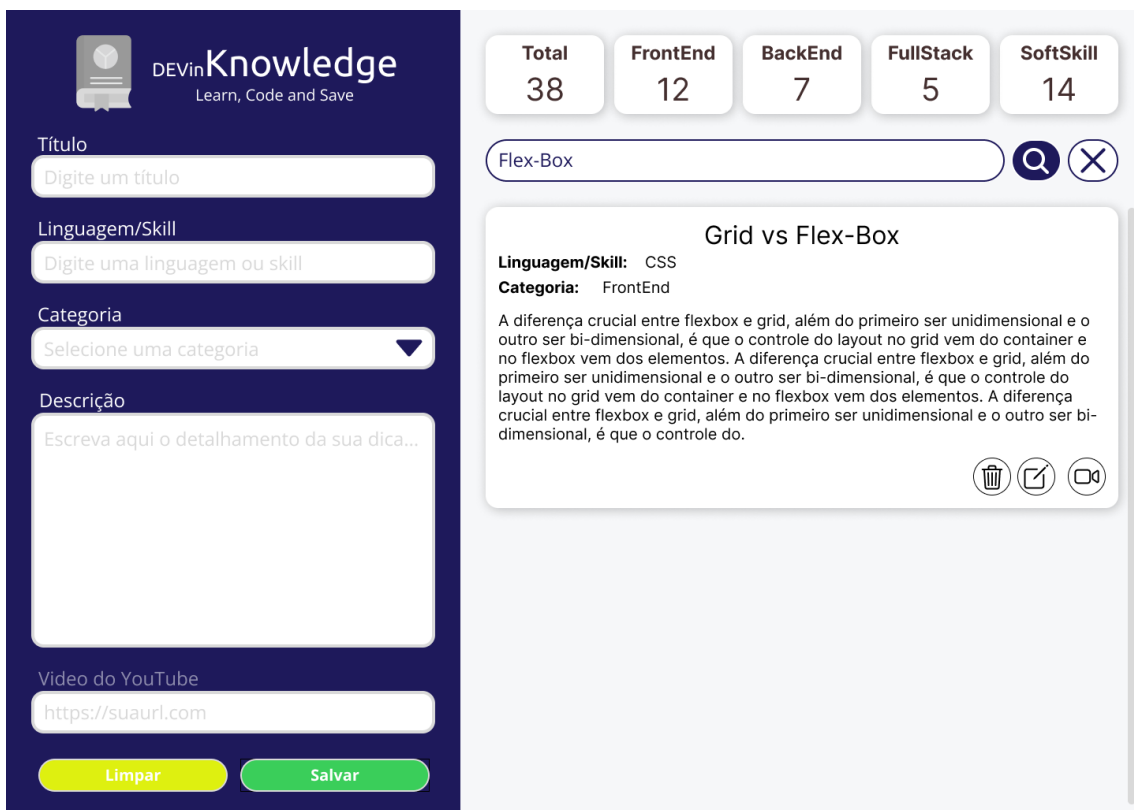 DEVinKnowledge
Learn, Code and Save
Título
Digite um título
Linguagem/Skill
Digite uma linguagem ou skill
Categoria
Selecione uma categoria
Descrição
Escreva aqui o detalhamento da sua dica...
Video do YouTube
https://suaurl.com
Limpar
Salvar
Total
38
FrontEnd
12
BackEnd
7
FullStack
5
SoftSkill
14
Flex-Box
Grid vs Flex-Box
Linguagem/Skill: CSS
Categoria: FrontEnd
A diferença crucial entre flexbox e grid, além do primeiro ser unidimensional e o
outro ser bi-dimensional, é que o controle do layout no grid vem do container e
no flexbox vem dos elementos. A diferença crucial entre flexbox e grid, além do
primeiro ser unidimensional e o outro ser bi-dimensional, é que o controle do
layout no grid vem do container e no flexbox vem dos elementos. A diferença
crucial entre flexbox e grid, além do primeiro ser unidimensional e o outro ser bi-
dimensional, é que o controle do.